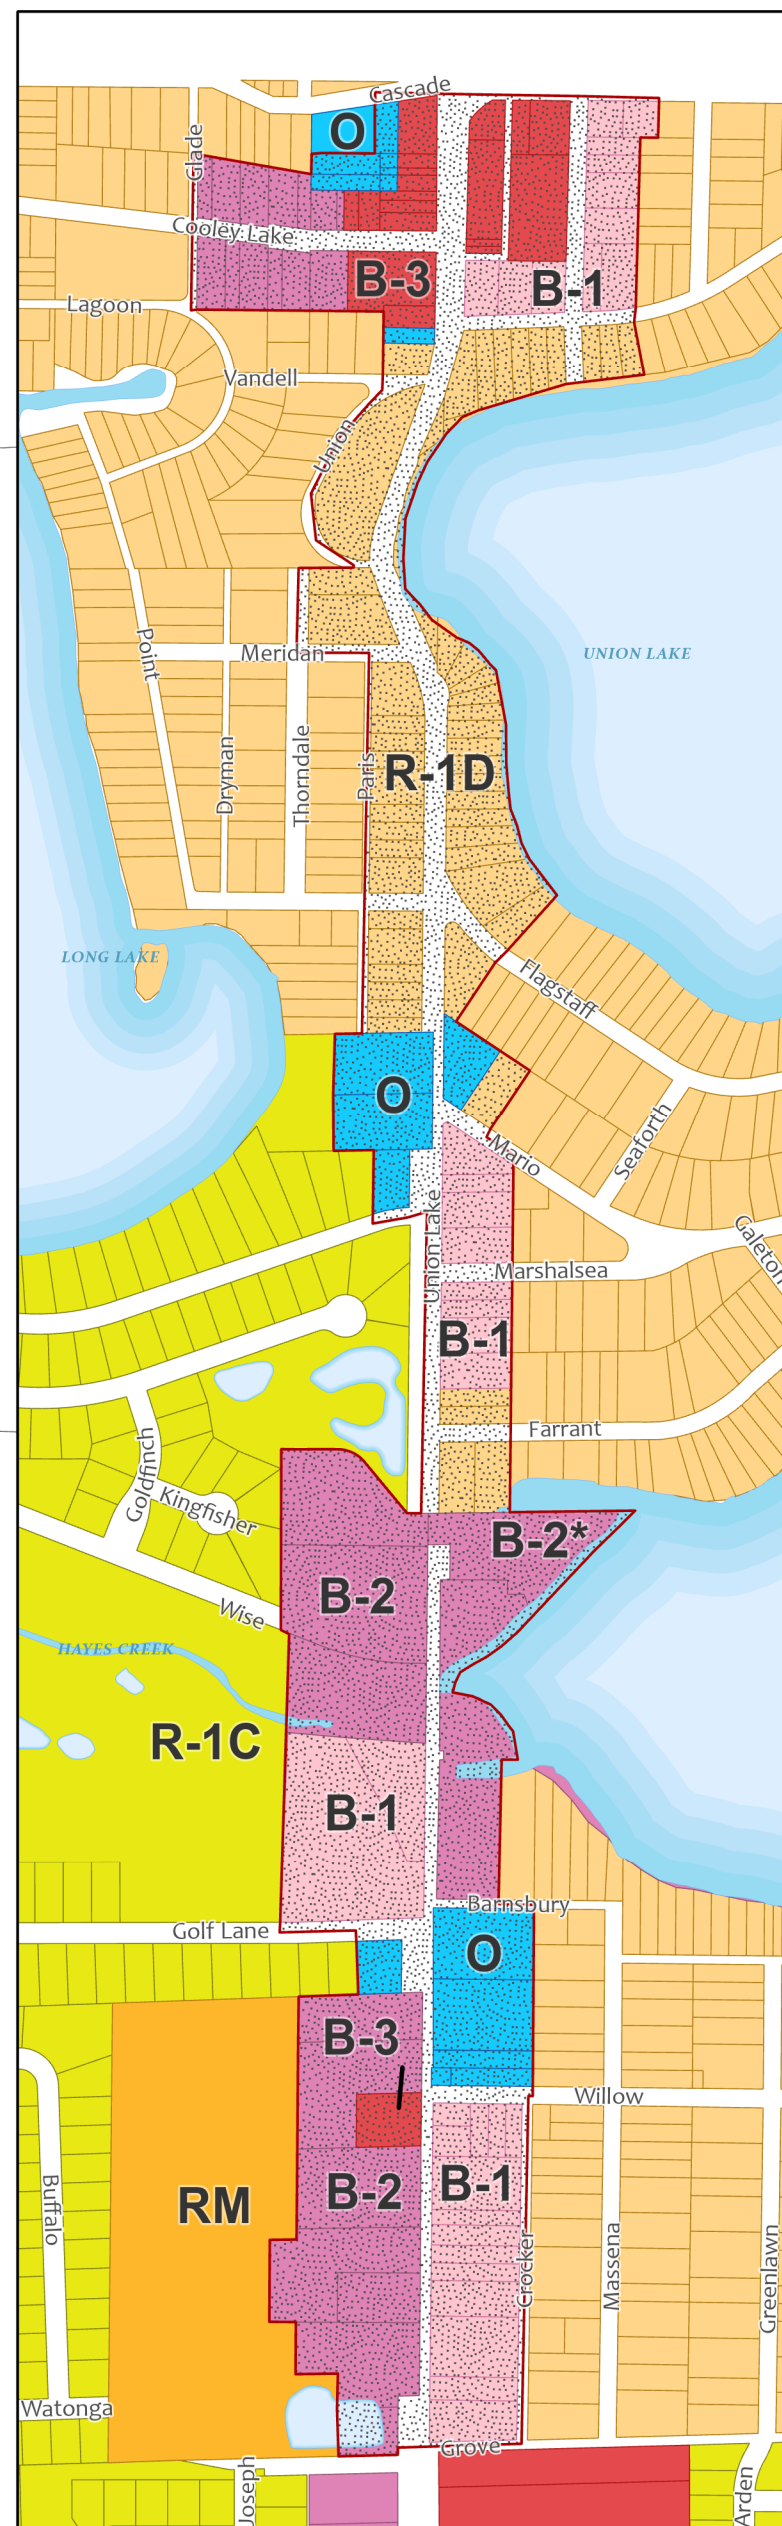 Cascade
O
Glade
Cooley Lake
B-3
B-1
Lagoon
Vandell
Union
UNION LAKE
Meridan
Point
Dryman
Thorndale
Paris
R-1D
LONG LAKE
Flagstaff
O
Seaforth
Mario
Union Lake
Galeton
Marshalsea
B-1
Farrant
Goldfinch
Kingfisher
B-2*
B-2
Wise
HAYES CREEK
R-1C
B-1
Barnsbury
Golf Lane
O
B-3
Willow
Buffalo
RM
B-2
B-1
Crocker
Massena
Greenlawn
Watonga
Grove
Joseph
Arden